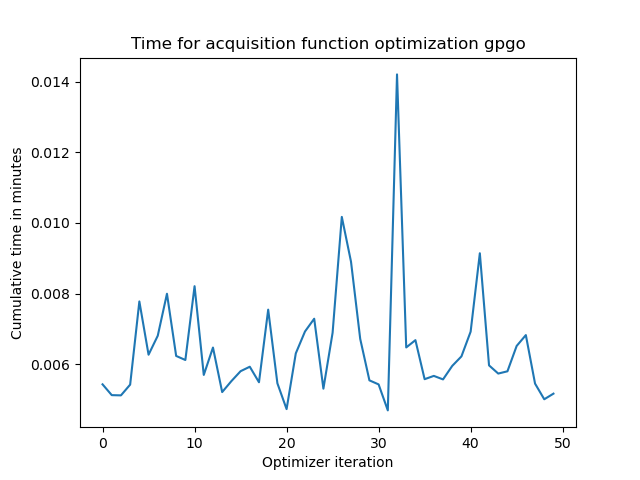 Time for acquisition function optimization gpgo
Cumulative time in minutes
0.014
0.012
0.010
0.008
0.006
0 10 20 30 40 50
Optimizer iteration